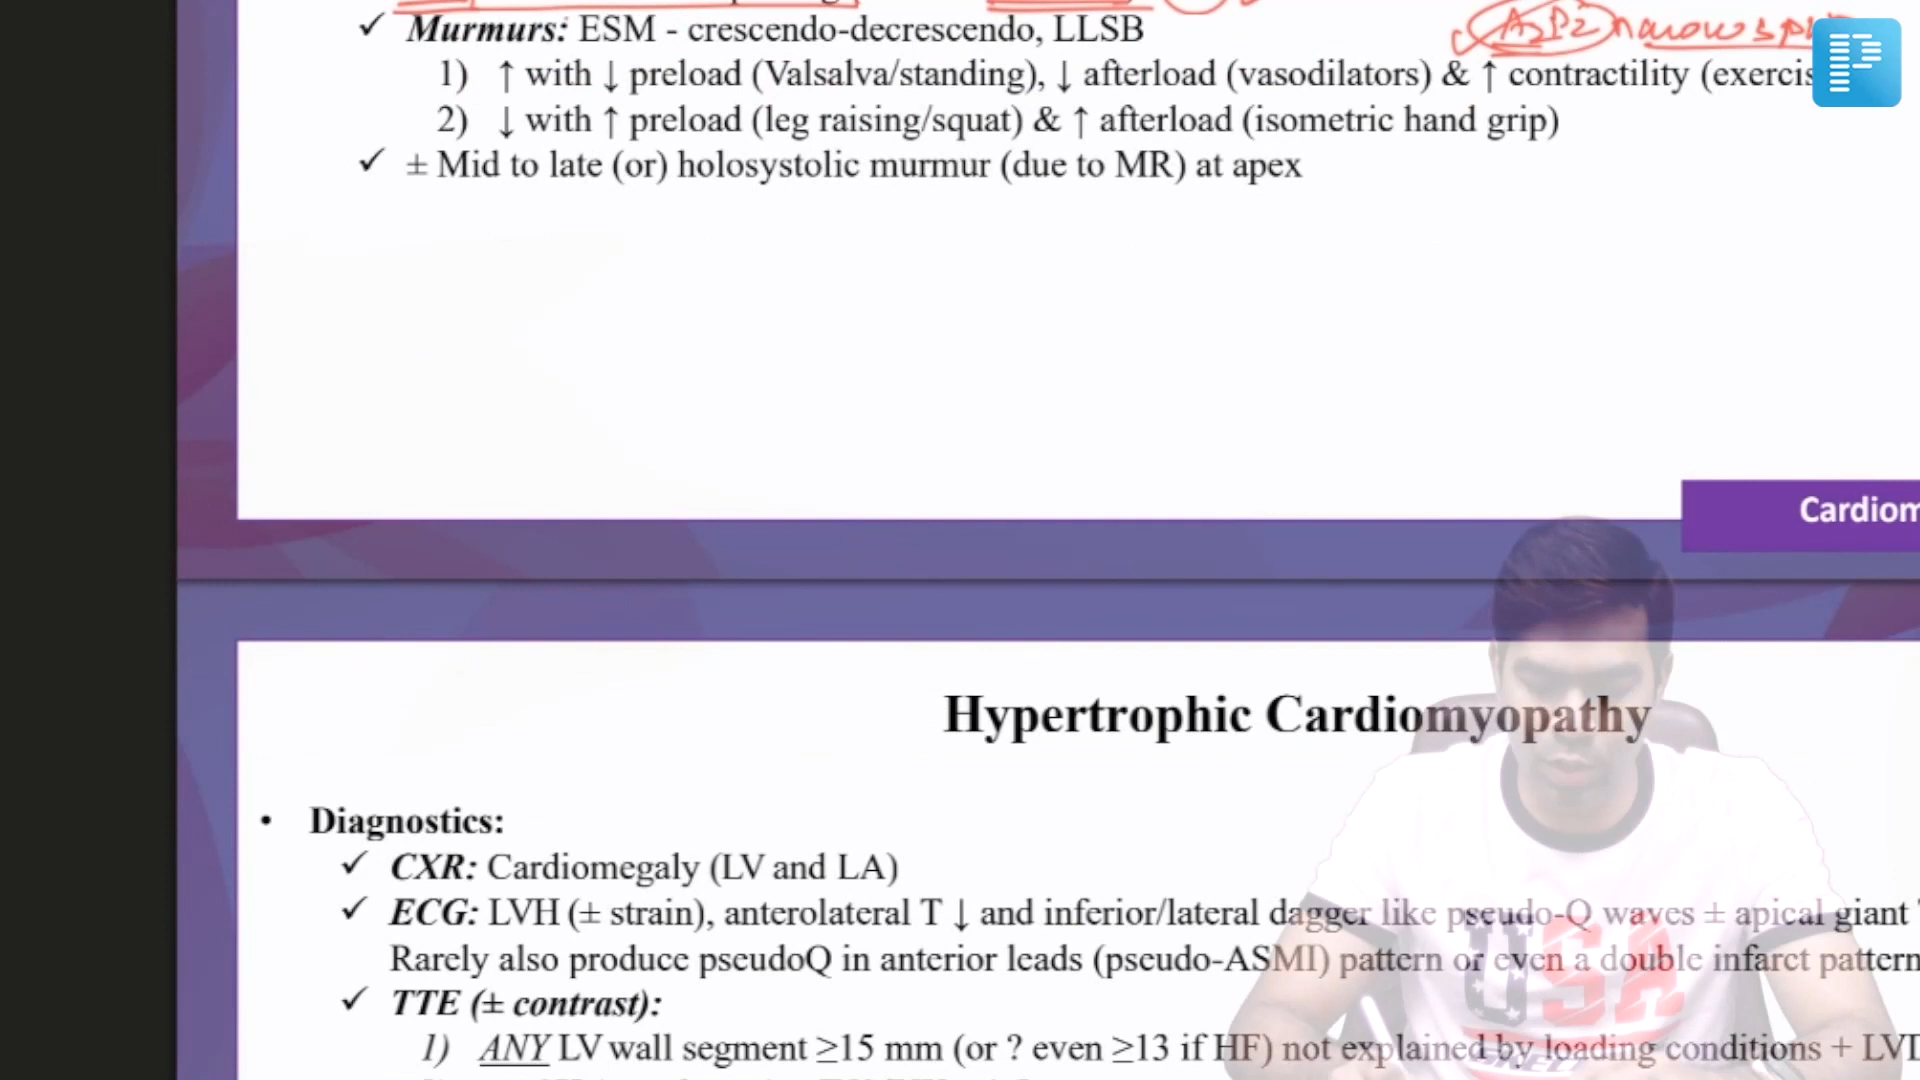 Murmurs: ESM - crescendo-decrescendo, LLSB
A2P2 narrow
1) ↑ with ↓ preload (Valsalva/standing), ↓ afterload (vasodilators) & ↑ contractility (exercis
2) ↓ with ↑ preload (leg raising/squat) & ↑ afterload (isometric hand grip)
± Mid to late (or) holosystolic murmur (due to MR) at apex
Cardiom
Hypertrophic Cardiomyopathy
• Diagnostics:
✓ CXR: Cardiomegaly (LV and LA)
✓ ECG: LVH (± strain), anterolateral T ↓ and inferior/lateral dagger like pseudo-Q waves ± apical giant
Rarely also produce pseudoQ in anterior leads (pseudo-ASMI) pattern or even a double infarct pattern
✓ TTE (± contrast):
1) ANY LV wall segment ≥15 mm (or ? even ≥13 if HF) not explained by loading conditions + LVD
USA